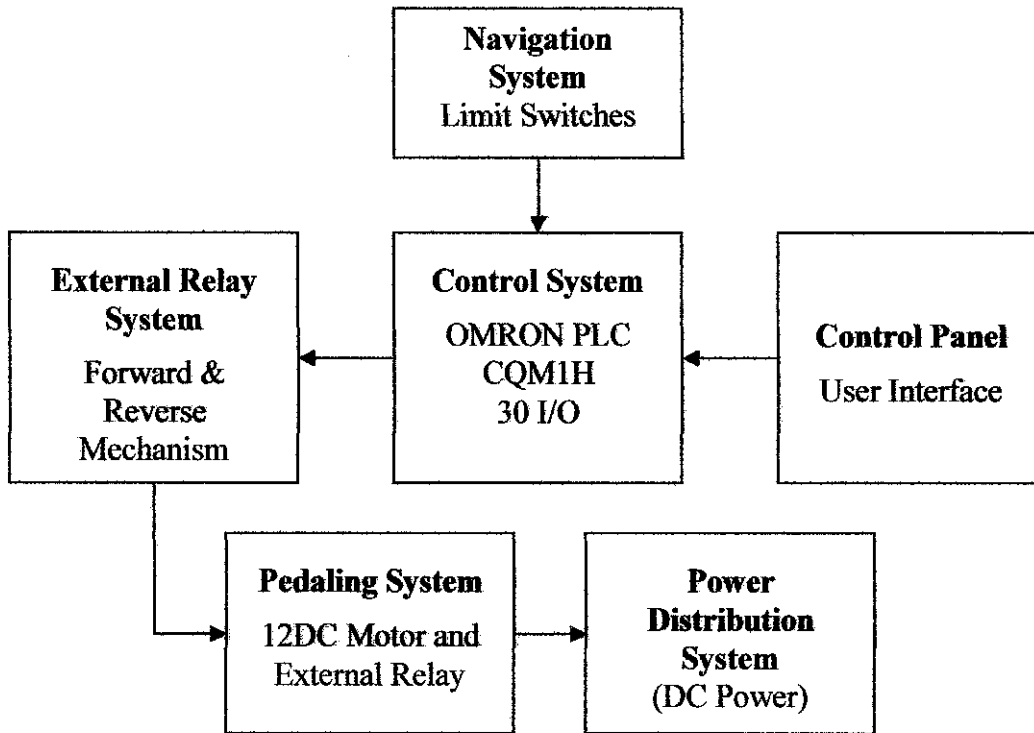 Navigation
System
Limit Switches
External Relay
System
Forward &
Reverse
Mechanism
Control System
OMRON PLC
CQM1H
30 I/O
Control Panel
User Interface
Pedaling System
12DC Motor and
External Relay
Power
Distribution
System
(DC Power)